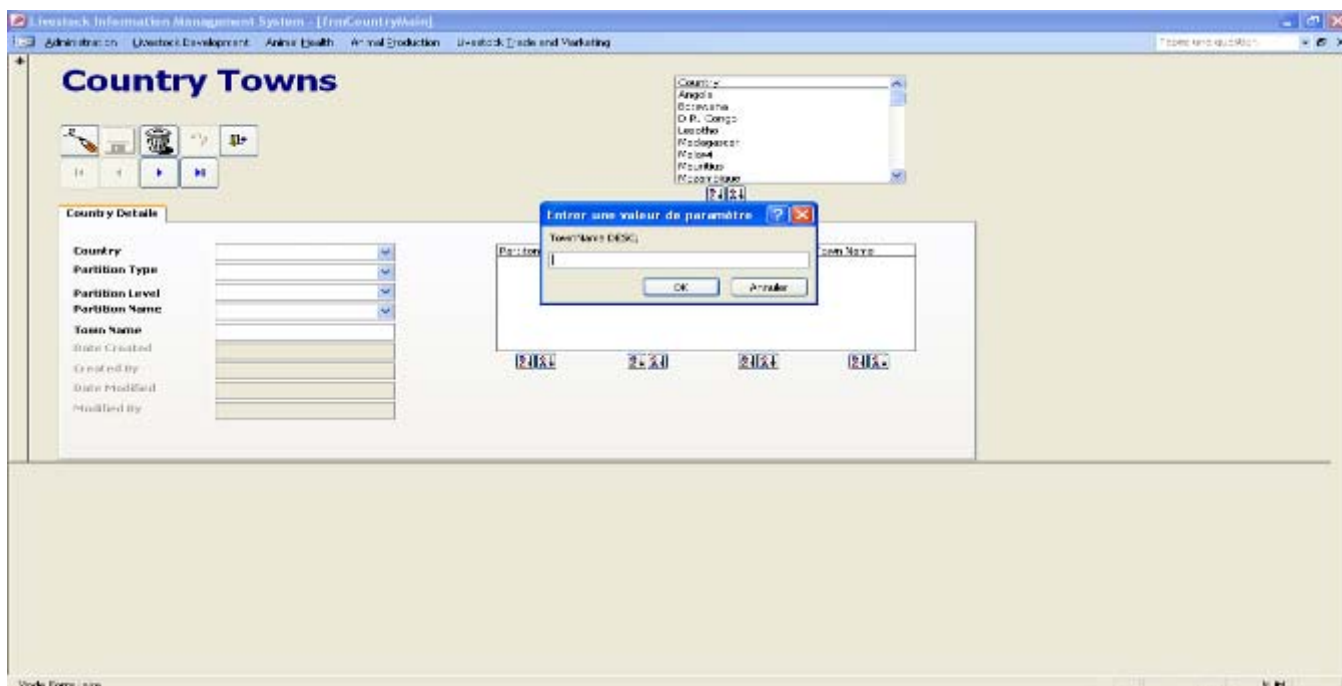 Livestock Information Management System - [frmCountryMain]
Administration Livestock Development Animal Health Animal Production Livestock Trade and Marketing
Country Towns
Country
Angola
Botswana
D.R. Congo
Lesotho
Madagascar
Malawi
Mauritius
Mozambique
Country Details
Entrer une valeur de paramètre
TownName DESC;
OK Annuler
Country
Partition Type
Partition Level
Partition Name
Town Name
Date Created
Created By
Date Modified
Modified By
Town Name